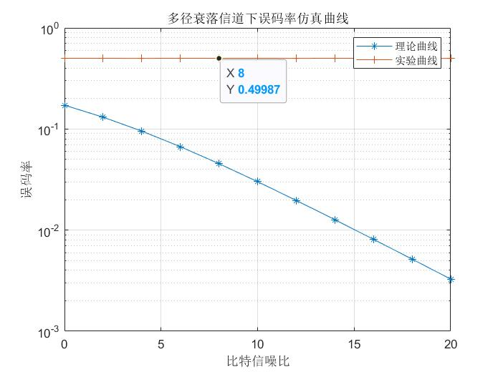 多径衰落信道下误码率仿真曲线
10^0
理论曲线
实验曲线
X 8
Y 0.49987
10^-1
误码率
10^-2
10^-3
0 5 10 15 20
比特信噪比